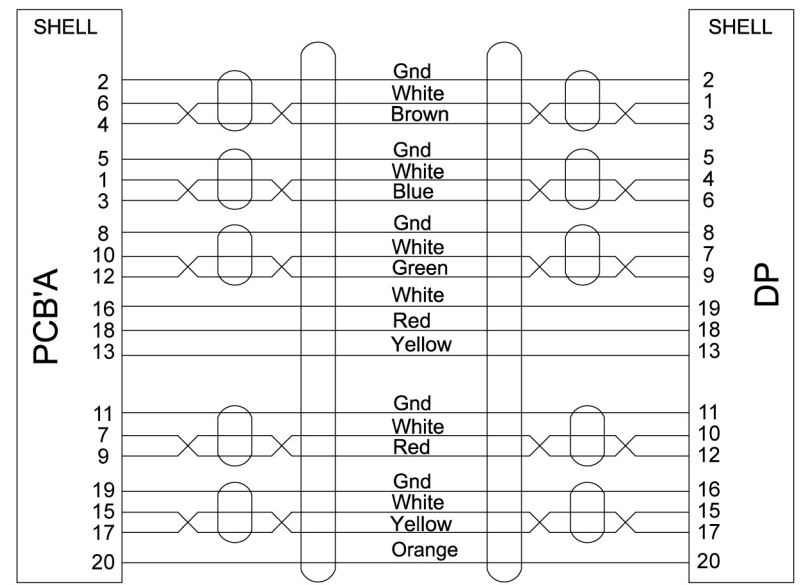 SHELL SHELL
2 Gnd 2
6 White 1
4 Brown 3
5 Gnd 5
1 White 4
3 Blue 6
8 Gnd 8
10 White 7
12 Green 9
16 White 19
18 Red 18
13 Yellow 13
11 Gnd 11
7 White 10
9 Red 12
19 Gnd 16
15 White 15
17 Yellow 17
20 Orange 20
PCB'A
DP